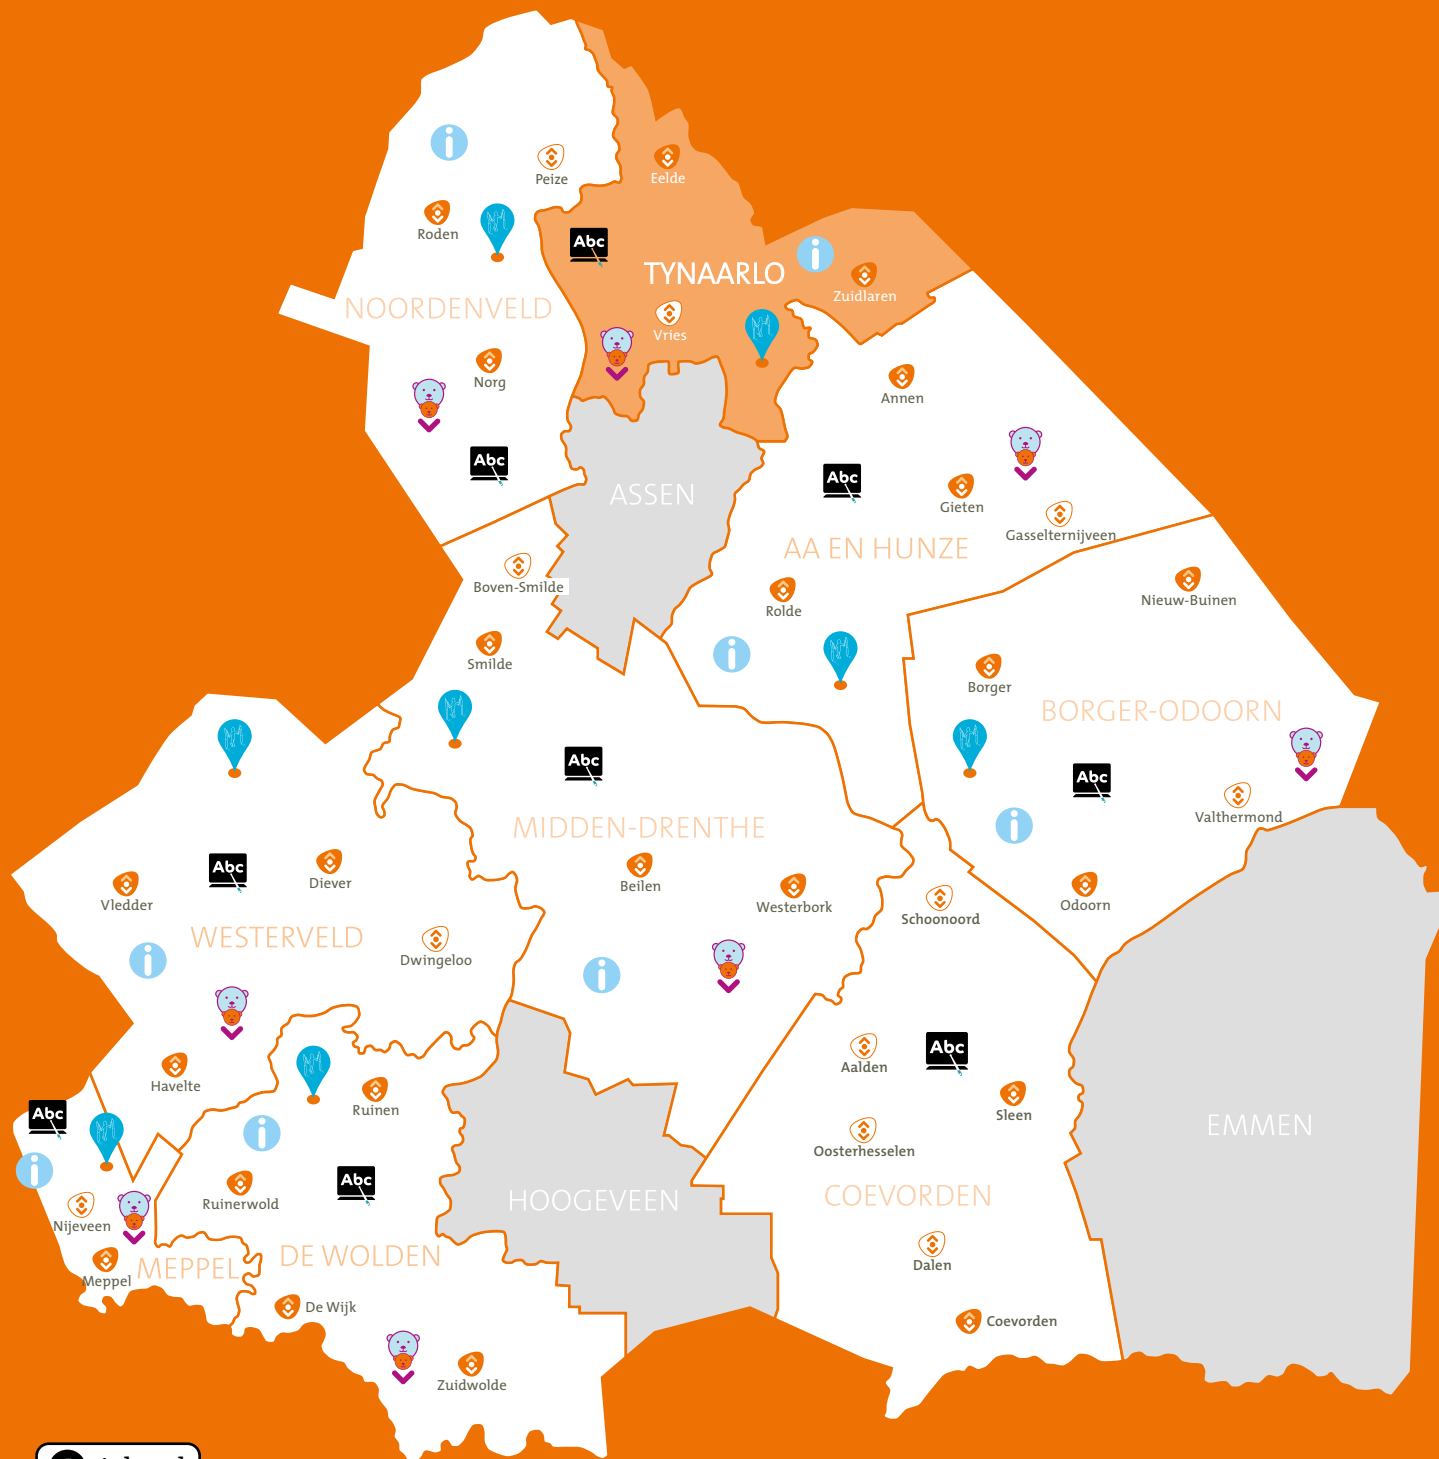 Peize
Eelde
Roden
Abc
TYNAARLO
Zuidlaren
NOORDENVELD
Vries
Norg
Annen
Abc
Abc
ASSEN
Gieten
Gasselternijveen
AA EN HUNZE
Boven-Smilde
Rolde
Nieuw-Buinen
Smilde
Borger
BORGER-ODOORN
Abc
Abc
Valthermond
MIDDEN-DRENTHE
Abc
Diever
Beilen
Vledder
Westerbork
Odoorn
Schoonoord
WESTERVELD
Dwingeloo
Abc
Aalden
Havelte
Ruinen
Sleen
Abc
EMMEN
Oosterhesselen
Abc
Ruinerwold
HOOGEVEEN
COEVORDEN
Nijeveen
DE WOLDEN
MEPPEL
Meppel
Dalen
De Wijk
Coevorden
Zuidwolde